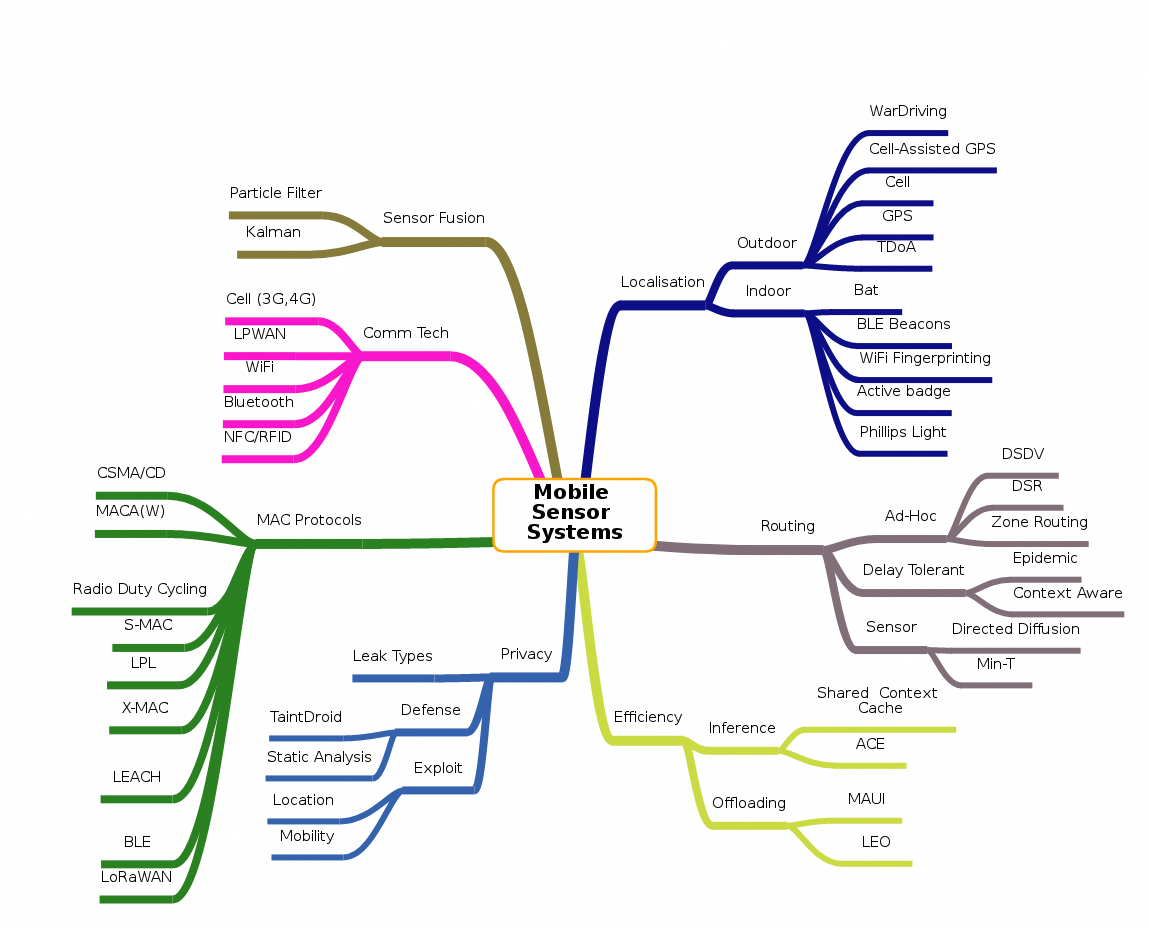 Mobile
Sensor
Systems
Sensor Fusion
Particle Filter
Kalman
Comm Tech
Cell (3G,4G)
LPWAN
WiFi
Bluetooth
NFC/RFID
MAC Protocols
CSMA/CD
MACA(W)
Radio Duty Cycling
S-MAC
LPL
X-MAC
LEACH
BLE
LoRaWAN
Privacy
Leak Types
Defense
TaintDroid
Static Analysis
Exploit
Location
Mobility
Localisation
Outdoor
WarDriving
Cell-Assisted GPS
Cell
GPS
TDoA
Indoor
Bat
BLE Beacons
WiFi Fingerprinting
Active badge
Phillips Light
Routing
Ad-Hoc
DSDV
DSR
Zone Routing
Delay Tolerant
Epidemic
Context Aware
Sensor
Directed Diffusion
Min-T
Efficiency
Inference
Shared  Context
Cache
ACE
Offloading
MAUI
LEO